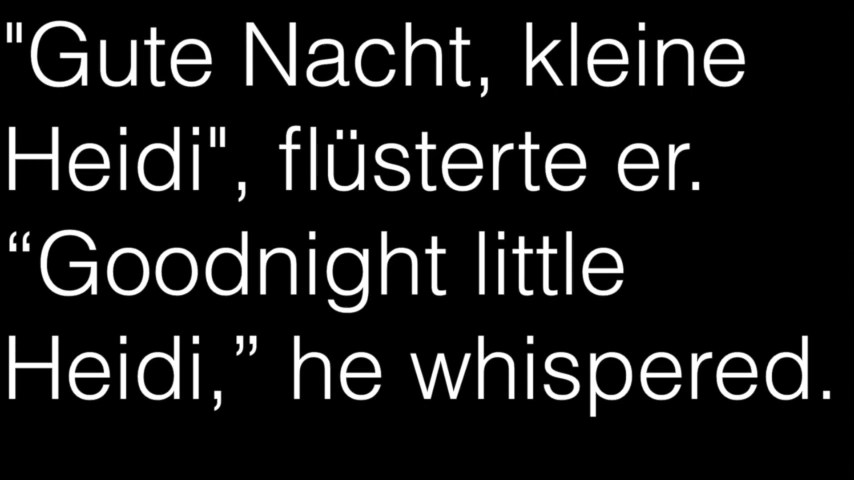 "Gute Nacht, kleine
Heidi", flüsterte er.
“Goodnight little
Heidi,” he whispered.